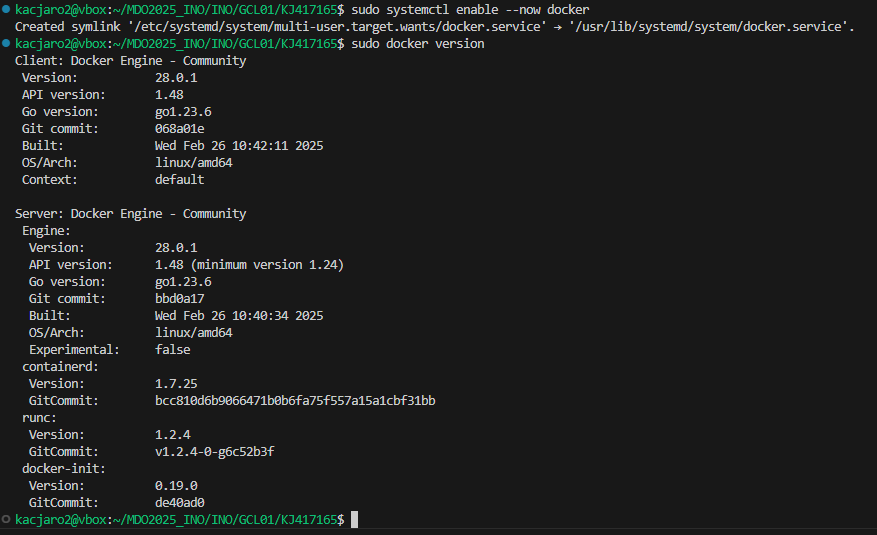 kacjaro2@vbox:~/MDO2025_INO/INO/GCL01/KJ417165$ sudo systemctl enable --now docker
Created symlink '/etc/systemd/system/multi-user.target.wants/docker.service' → '/usr/lib/systemd/system/docker.service'.
kacjaro2@vbox:~/MDO2025_INO/INO/GCL01/KJ417165$ sudo docker version
Client: Docker Engine - Community
 Version:           28.0.1
 API version:       1.48
 Go version:        go1.23.6
 Git commit:        068a01e
 Built:             Wed Feb 26 10:42:11 2025
 OS/Arch:           linux/amd64
 Context:           default

Server: Docker Engine - Community
 Engine:
  Version:          28.0.1
  API version:      1.48 (minimum version 1.24)
  Go version:       go1.23.6
  Git commit:       bbd0a17
  Built:            Wed Feb 26 10:40:34 2025
  OS/Arch:          linux/amd64
  Experimental:     false
 containerd:
  Version:          1.7.25
  GitCommit:        bcc810d6b9066471b0b6fa75f557a15a1cbf31bb
 runc:
  Version:          1.2.4
  GitCommit:        v1.2.4-0-g6c52b3f
 docker-init:
  Version:          0.19.0
  GitCommit:        de40ad0
kacjaro2@vbox:~/MDO2025_INO/INO/GCL01/KJ417165$